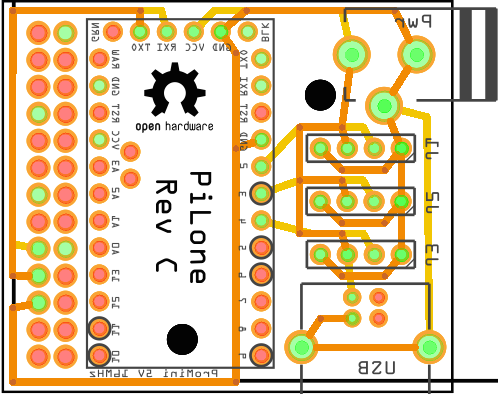 Pwr
GRN
TXO RXI VCC GND
BLK
RAW
GND
RST
VCC
A3
A2
A1
A0
13
12
11
10
TXO
RXI
RST
GND
2
3
4
5
6
7
8
9
open hardware
PiLone
Rev C
J1
J2
J3
USB
ProMini 5V 16MHz